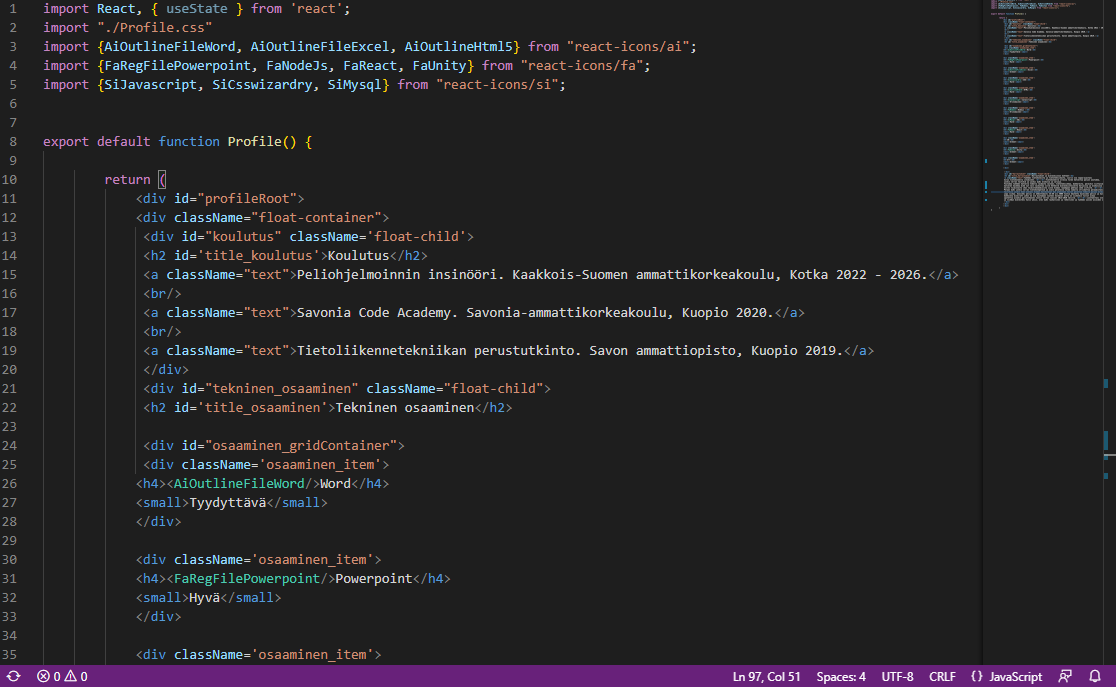 1 import React, { useState } from 'react';
2 import "./Profile.css"
3 import {AiOutlineFileWord, AiOutlineFileExcel, AiOutlineHtml5} from "react-icons/ai";
4 import {FaRegFilePowerpoint, FaNodeJs, FaReact, FaUnity} from "react-icons/fa";
5 import {SiJavascript, SiCsswizardry, SiMysql} from "react-icons/si";
6
7
8 export default function Profile() {
9
10 return (
11 <div id="profileRoot">
12 <div className="float-container">
13 <div id="koulutus" className='float-child'>
14 <h2 id='title_koulutus'>Koulutus</h2>
15 <a className="text">Peliohjelmoinnin insinööri. Kaakkois-Suomen ammattikorkeakoulu, Kotka 2022 - 2026.</a>
16 <br/>
17 <a className="text">Savonia Code Academy. Savonia-ammattikorkeakoulu, Kuopio 2020.</a>
18 <br/>
19 <a className="text">Tietoliikennetekniikan perustutkinto. Savon ammattiopisto, Kuopio 2019.</a>
20 </div>
21 <div id="tekninen_osaaminen" className="float-child">
22 <h2 id='title_osaaminen'>Tekninen osaaminen</h2>
23
24 <div id="osaaminen_gridContainer">
25 <div className='osaaminen_item'>
26 <h4><AiOutlineFileWord/>Word</h4>
27 <small>Tyydyttävä</small>
28 </div>
29
30 <div className='osaaminen_item'>
31 <h4><FaRegFilePowerpoint/>Powerpoint</h4>
32 <small>Hyvä</small>
33 </div>
34
35 <div className='osaaminen_item'>
0 0 Ln 97, Col 51 Spaces: 4 UTF-8 CRLF {} JavaScript